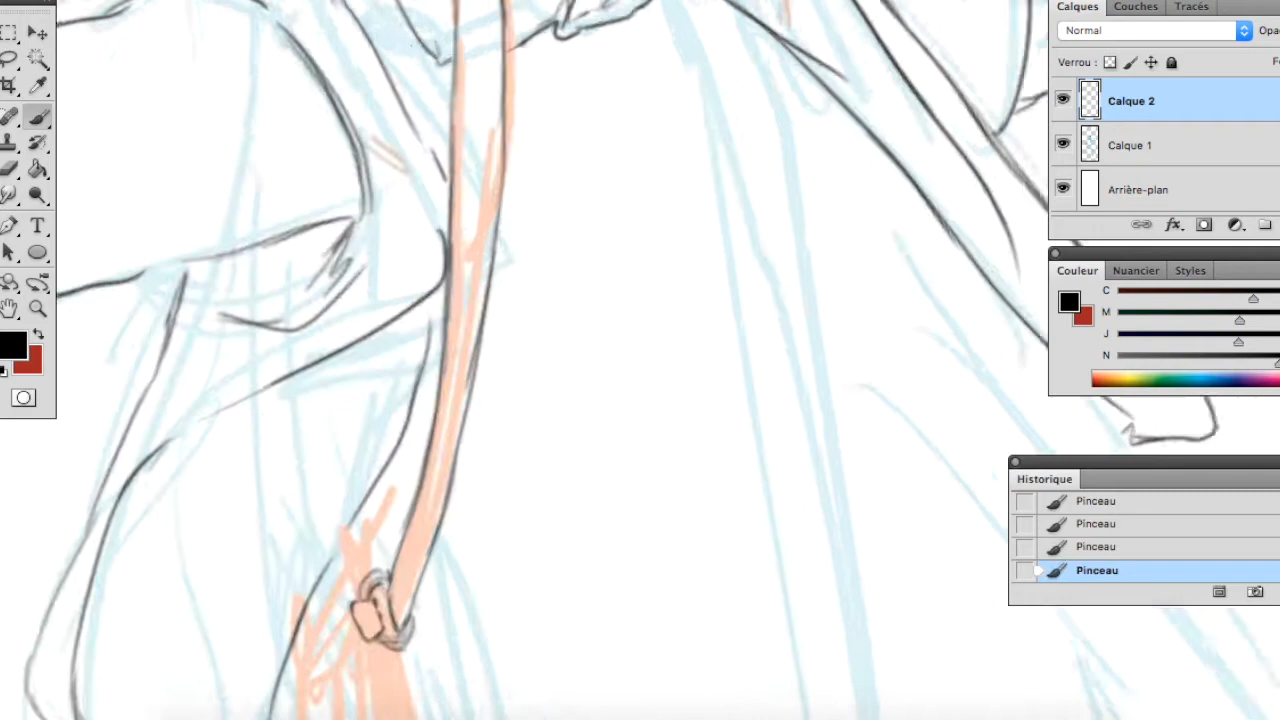 Calques Couches Tracés
Normal Opa
Verrou :
Calque 2
Calque 1
Arrière-plan
fx
Couleur Nuancier Styles
C
M
J
N
Historique
Pinceau
Pinceau
Pinceau
Pinceau
T